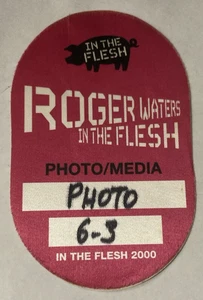 IN THE
FLESH
ROGER WATERS
IN THE FLESH
PHOTO/MEDIA
PHOTO
6-3
IN THE FLESH 2000